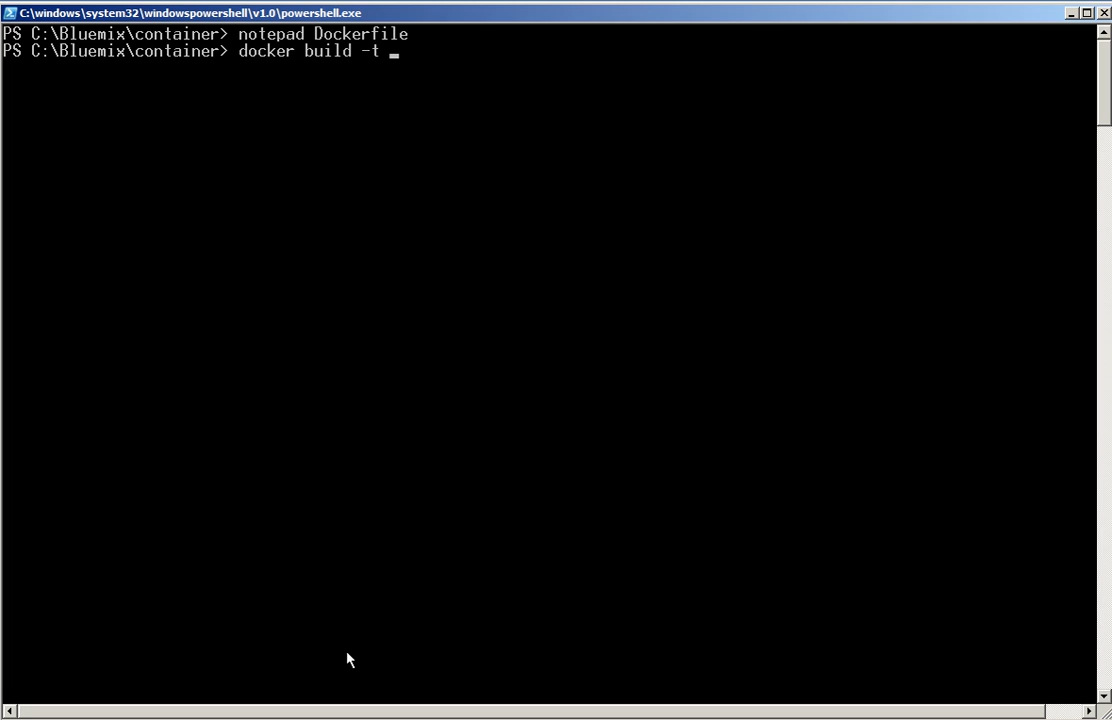 C:\windows\system32\windowspowershell\v1.0\powershell.exe
PS C:\Bluemix\container> notepad Dockerfile
PS C:\Bluemix\container> docker build -t